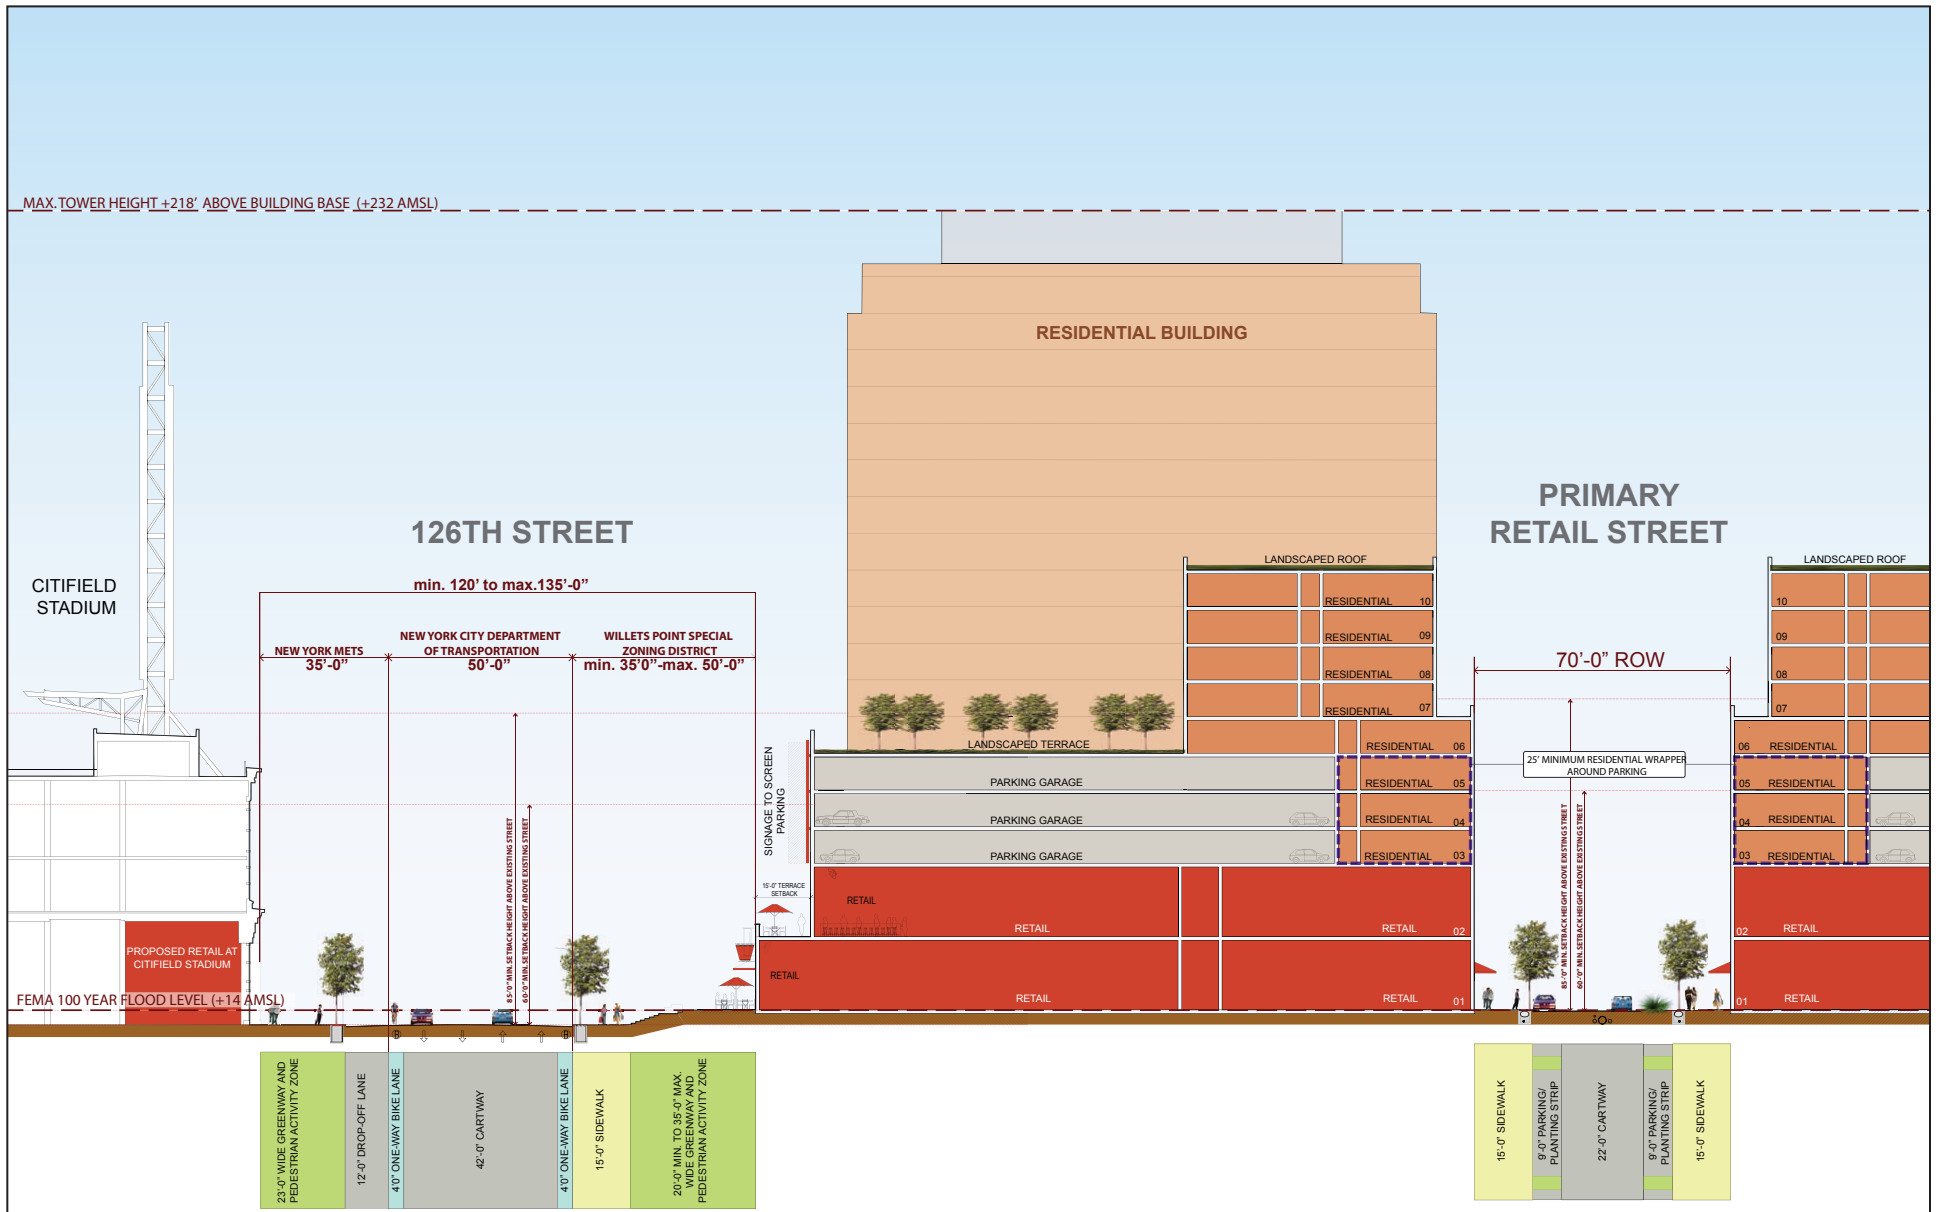 MAX. TOWER HEIGHT +218' ABOVE BUILDING BASE (+232 AMSL)
RESIDENTIAL BUILDING
126TH STREET
PRIMARY
RETAIL STREET
CITIFIELD
STADIUM
min. 120' to max.135'-0"
NEW YORK METS
35'-0"
NEW YORK CITY DEPARTMENT
OF TRANSPORTATION
50'-0"
WILLETS POINT SPECIAL
ZONING DISTRICT
min. 35'0"-max. 50'-0"
LANDSCAPED ROOF
RESIDENTIAL 10
RESIDENTIAL 09
RESIDENTIAL 08
RESIDENTIAL 07
RESIDENTIAL 06
RESIDENTIAL 05
RESIDENTIAL 04
RESIDENTIAL 03
LANDSCAPED TERRACE
PARKING GARAGE
PARKING GARAGE
PARKING GARAGE
SIGNAGE TO SCREEN
PARKING
15'-0" TERRACE
SETBACK
RETAIL
RETAIL
RETAIL 02
RETAIL
RETAIL
RETAIL 01
70'-0" ROW
25' MINIMUM RESIDENTIAL WRAPPER
AROUND PARKING
LANDSCAPED ROOF
10
09
08
07
06 RESIDENTIAL
05 RESIDENTIAL
04 RESIDENTIAL
03 RESIDENTIAL
02 RETAIL
01 RETAIL
85'-0" MIN. SETBACK HEIGHT ABOVE EXISTING STREET
60'-0" MIN. SETBACK HEIGHT ABOVE EXISTING STREET
85'-0" MIN. SETBACK HEIGHT ABOVE EXISTING STREET
60'-0" MIN. SETBACK HEIGHT ABOVE EXISTING STREET
PROPOSED RETAIL AT
CITIFIELD STADIUM
FEMA 100 YEAR FLOOD LEVEL (+14 AMSL)
B
B
23'-0" WIDE GREENWAY AND
PEDESTRIAN ACTIVITY ZONE
12'-0" DROP-OFF LANE
4'0" ONE-WAY BIKE LANE
42'-0" CARTWAY
4'0" ONE-WAY BIKE LANE
15'-0" SIDEWALK
20'-0" MIN. TO 35'-0" MAX.
WIDE GREENWAY AND
PEDESTRIAN ACTIVITY ZONE
15'-0" SIDEWALK
9'-0" PARKING/
PLANTING STRIP
22'-0" CARTWAY
9'-0" PARKING/
PLANTING STRIP
15'-0" SIDEWALK